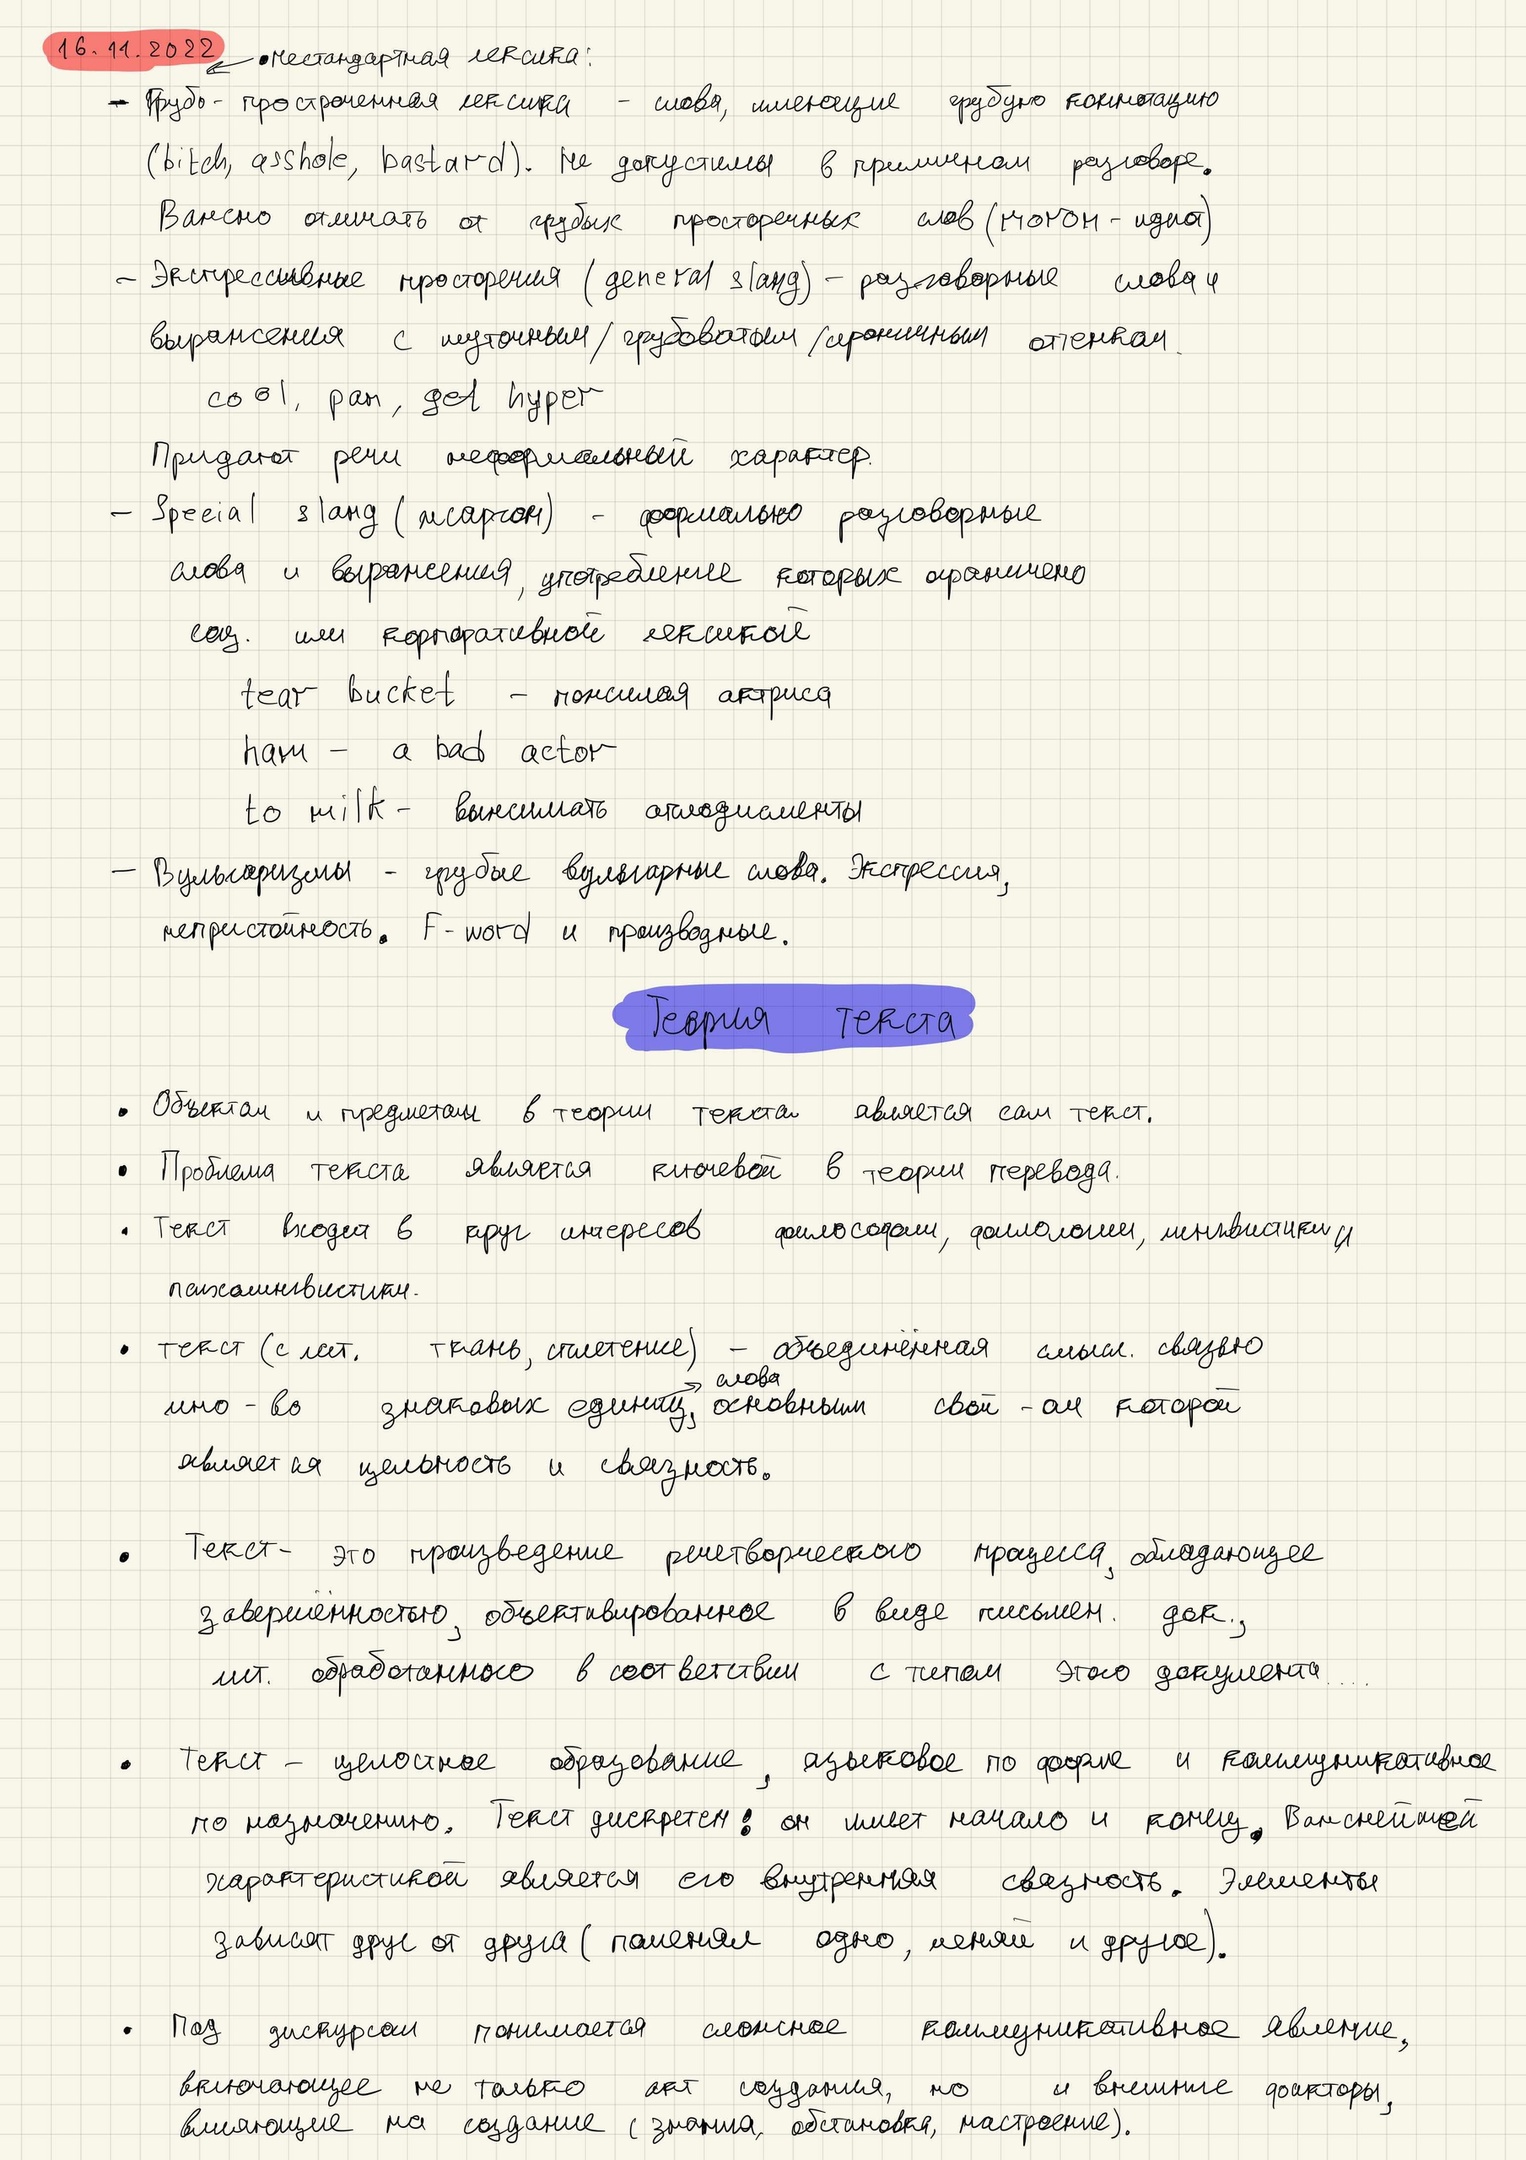 16.11.2022
• Нестандартная лексика:
- Грубо-просторченная лексика - слова, имеющие грубую коннотацию
(bitch, asshole, bastard). Не допустимы в приличном разговоре.
Важно отличать от грубых просторечных слов (moron - идиот)
- Экспрессивные просторечия (general slang) - разговорные слова и
выражения с шуточным/грубоватым/ироничным оттенком.
cool, pan, get hyper
Придают речи неформальный характер.
- Special slang (жаргон) - формально разговорные
слова и выражения, употребление которых ограничено
соц. или корпоративной лексикой
tear bucket - пожилая актриса
ham - a bad actor
to milk - выжимать аплодисменты
- Вульгаризмы - грубые вульгарные слова. Экспрессия,
непристойность. F-word и производные.
Теория текста
• Объектом и предметом в теории текста является сам текст.
• Проблема текста является ключевой в теории перевода.
• Текст входит в круг интересов философии, филологии, лингвистики и
психолингвистики.
• текст (с лат. ткань, сплетение) - объединённая смысл. связью
слова
мно-во знаковых единиц, основным свой-ом которой
является цельность и связность.
• Текст - это произведение речетворческого процесса, обладающее
завершённостью, объективированное в виде письмен. док.,
лит. обработанного в соответствии с типом этого документа....
• Текст - целостное образование, языковое по форме и коммуникативное
по назначению. Текст дискретен: он имеет начало и конец. Важнейшей
характеристикой является его внутренняя связность. Элементы
зависят друг от друга (поменял одно, меняй и другое).
• Под дискурсом понимается сложное коммуникативное явление,
включающее не только акт создания, но и внешние факторы,
влияющие на создание (знания, обстановка, настроение).